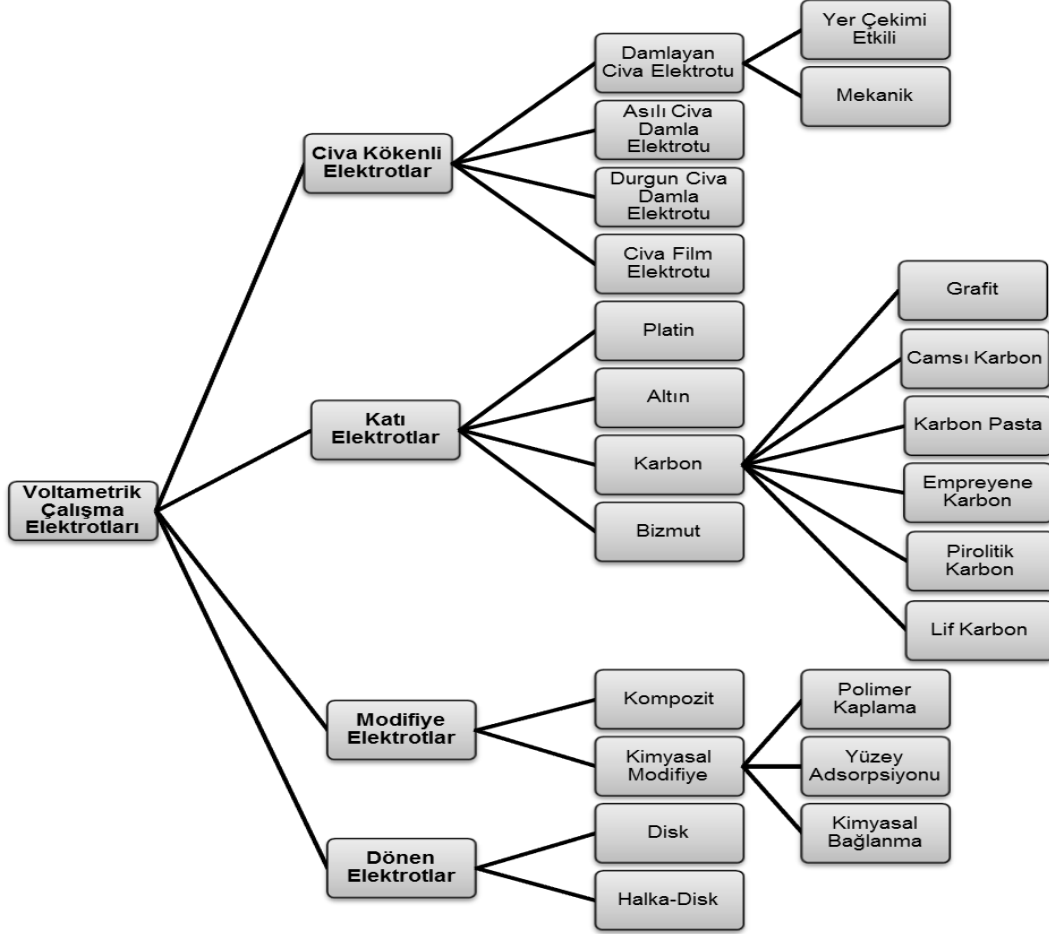 Voltametrik
Çalışma
Elektrotları
Civa Kökenli
Elektrotlar
Damlayan
Civa Elektrotu
Yer Çekimi
Etkili
Mekanik
Asılı Civa
Damla
Elektrotu
Durgun Civa
Damla
Elektrotu
Civa Film
Elektrotu
Katı
Elektrotlar
Platin
Altın
Karbon
Grafit
Camsı Karbon
Karbon Pasta
Empreyene
Karbon
Pirolitik
Karbon
Lif Karbon
Bizmut
Modifiye
Elektrotlar
Kompozit
Kimyasal
Modifiye
Polimer
Kaplama
Yüzey
Adsorpsiyonu
Kimyasal
Bağlanma
Dönen
Elektrotlar
Disk
Halka-Disk